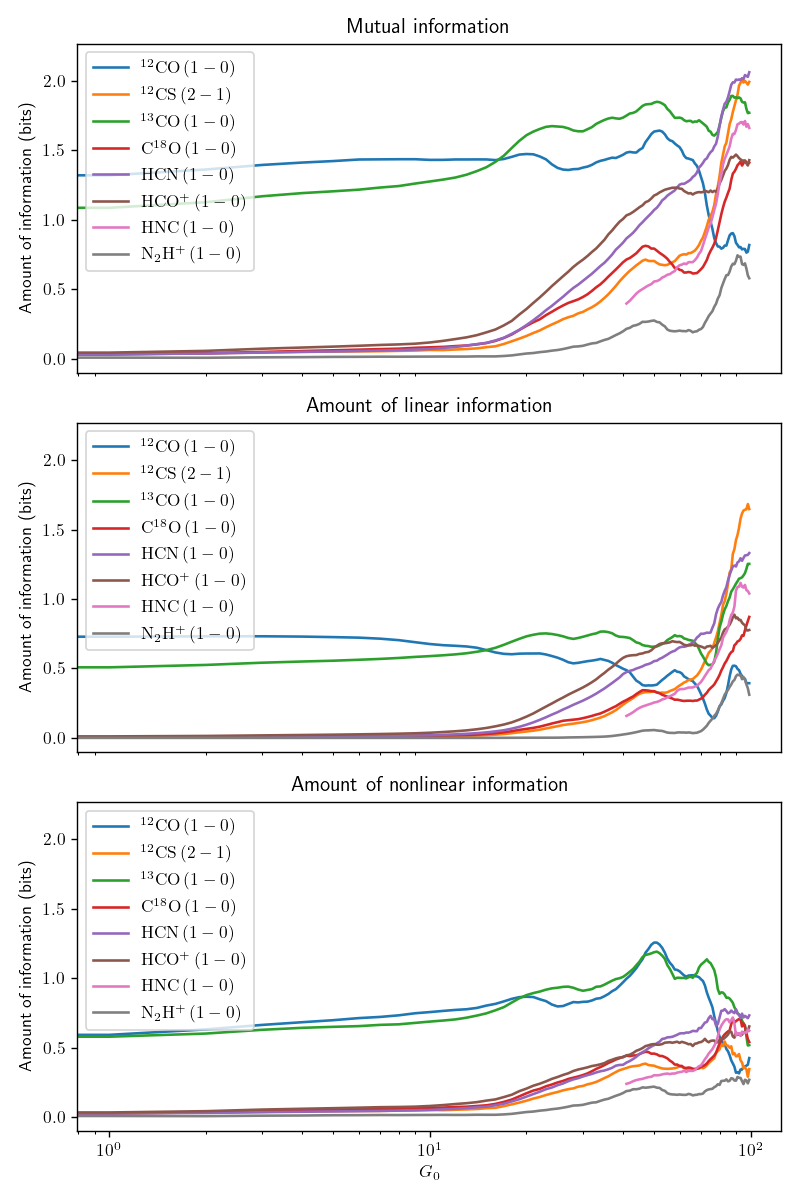 Mutual information
Amount of information (bits)
2.0
1.5
1.0
0.5
0.0
¹²CO (1 − 0)
¹²CS (2 − 1)
¹³CO (1 − 0)
C¹⁸O (1 − 0)
HCN (1 − 0)
HCO⁺ (1 − 0)
HNC (1 − 0)
N₂H⁺ (1 − 0)
Amount of linear information
Amount of information (bits)
2.0
1.5
1.0
0.5
0.0
¹²CO (1 − 0)
¹²CS (2 − 1)
¹³CO (1 − 0)
C¹⁸O (1 − 0)
HCN (1 − 0)
HCO⁺ (1 − 0)
HNC (1 − 0)
N₂H⁺ (1 − 0)
Amount of nonlinear information
Amount of information (bits)
2.0
1.5
1.0
0.5
0.0
¹²CO (1 − 0)
¹²CS (2 − 1)
¹³CO (1 − 0)
C¹⁸O (1 − 0)
HCN (1 − 0)
HCO⁺ (1 − 0)
HNC (1 − 0)
N₂H⁺ (1 − 0)
10⁰ 10¹ 10²
G₀